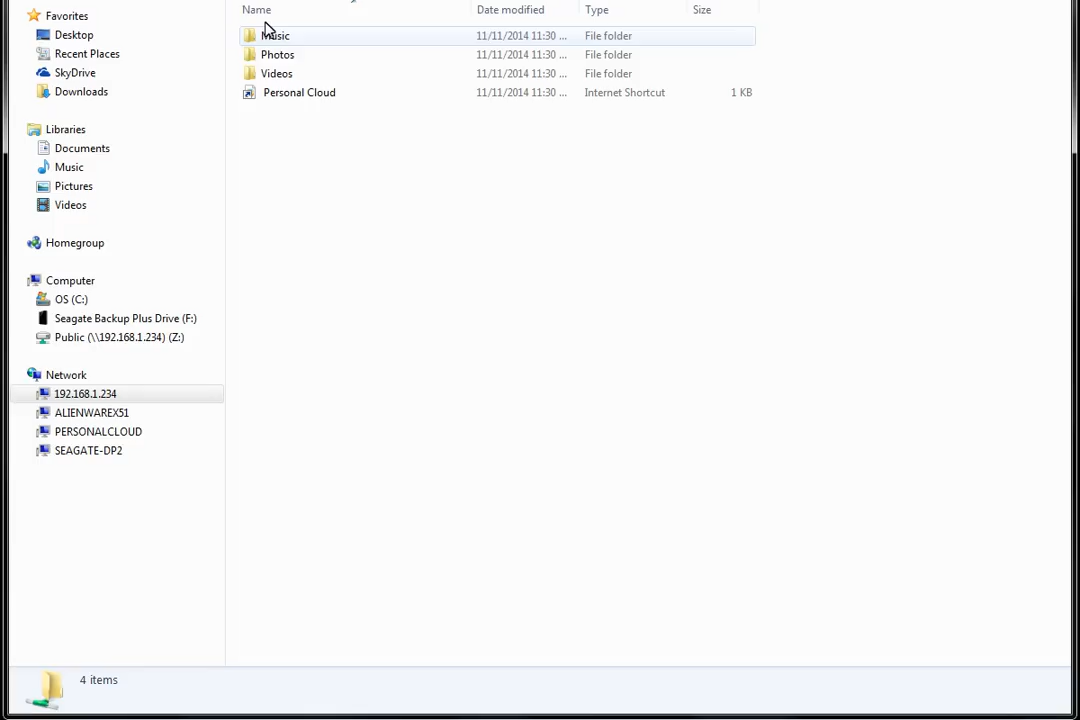 Name Date modified Type Size
Favorites
Desktop
Recent Places
SkyDrive
Downloads
Libraries
Documents
Music
Pictures
Videos
Homegroup
Computer
OS (C:)
Seagate Backup Plus Drive (F:)
Public (\\192.168.1.234) (Z:)
Network
192.168.1.234
ALIENWAREX51
PERSONALCLOUD
SEAGATE-DP2
Music 11/11/2014 11:30 ... File folder
Photos 11/11/2014 11:30 ... File folder
Videos 11/11/2014 11:30 ... File folder
Personal Cloud 11/11/2014 11:30 ... Internet Shortcut 1 KB
4 items